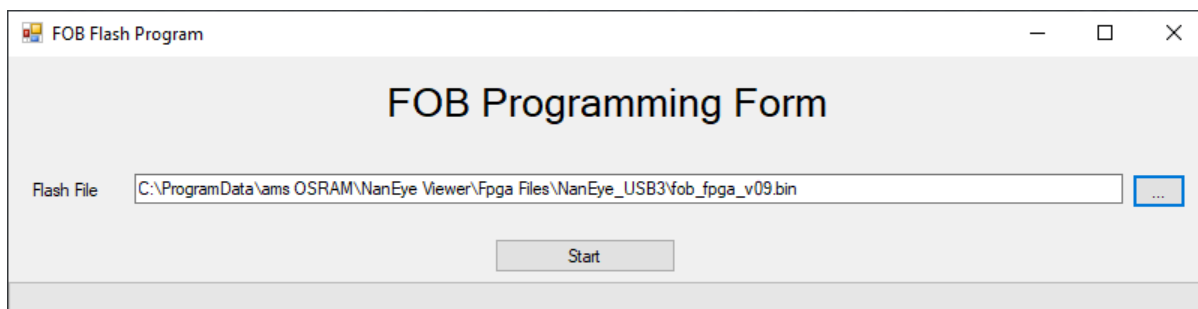 FOB Flash Program
FOB Programming Form
Flash File C:\ProgramData\ams OSRAM\NanEye Viewer\Fpga Files\NanEye_USB3\fob_fpga_v09.bin ...
Start